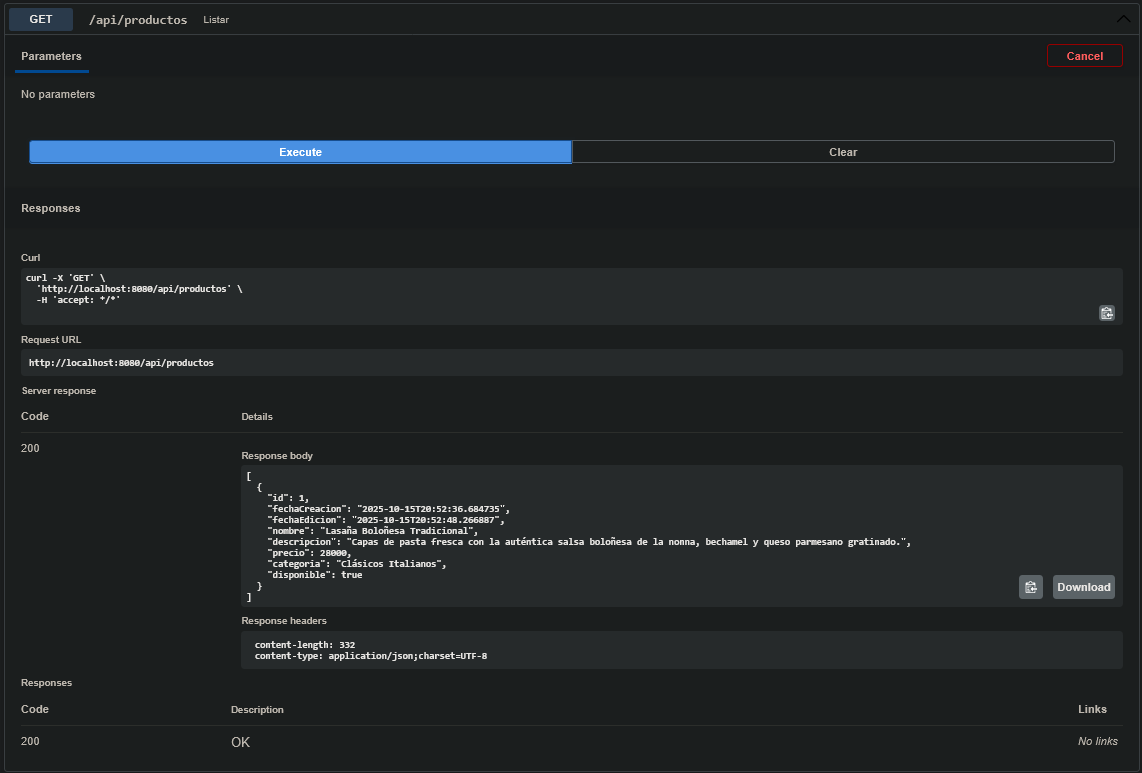 GET /api/productos Listar
Parameters
Cancel
No parameters
Execute
Clear
Responses
Curl
curl -X 'GET' \
  'http://localhost:8080/api/productos' \
  -H 'accept: */*'
Request URL
http://localhost:8080/api/productos
Server response
Code Details
200
Response body
[
  {
    "id": 1,
    "fechaCreacion": "2025-10-15T20:52:36.684735",
    "fechaEdicion": "2025-10-15T20:52:48.266887",
    "nombre": "Lasaña Boloñesa Tradicional",
    "descripcion": "Capas de pasta fresca con la auténtica salsa boloñesa de la nonna, bechamel y queso parmesano gratinado.",
    "precio": 28000,
    "categoria": "Clásicos Italianos",
    "disponible": true
  }
]
Download
Response headers
content-length: 332
content-type: application/json;charset=UTF-8
Responses
Code Description Links
200 OK No links